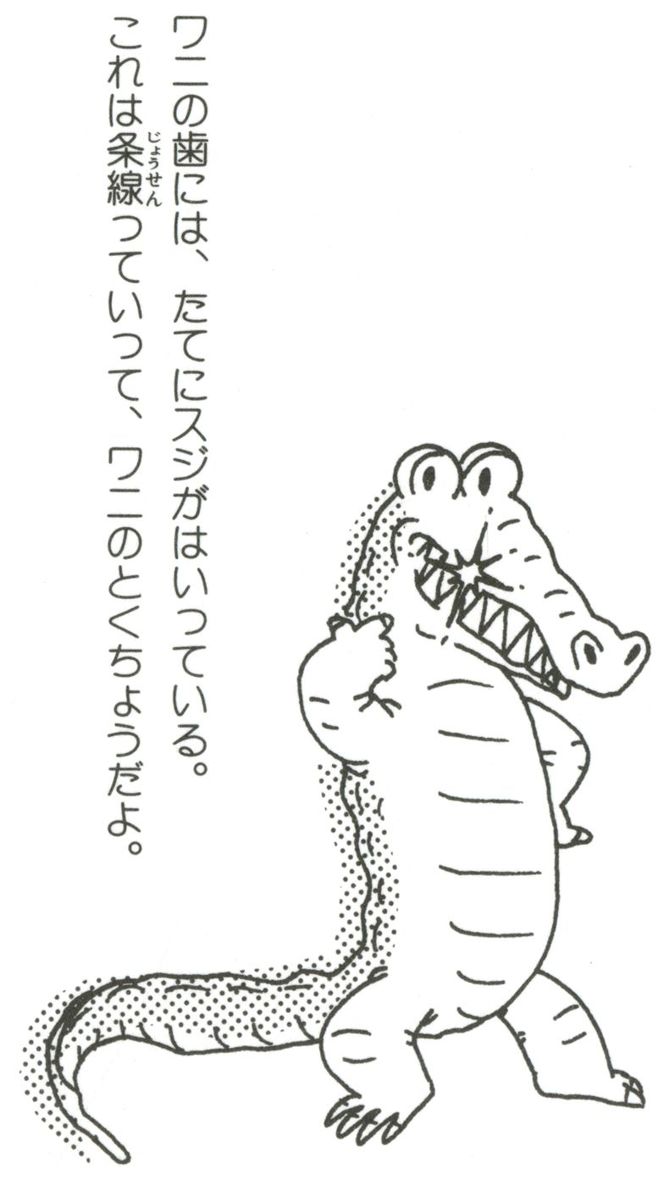 ワニの歯には、たてにスジがはいっている。
これは条線っていって、ワニのとくちょうだよ。
じょうせん